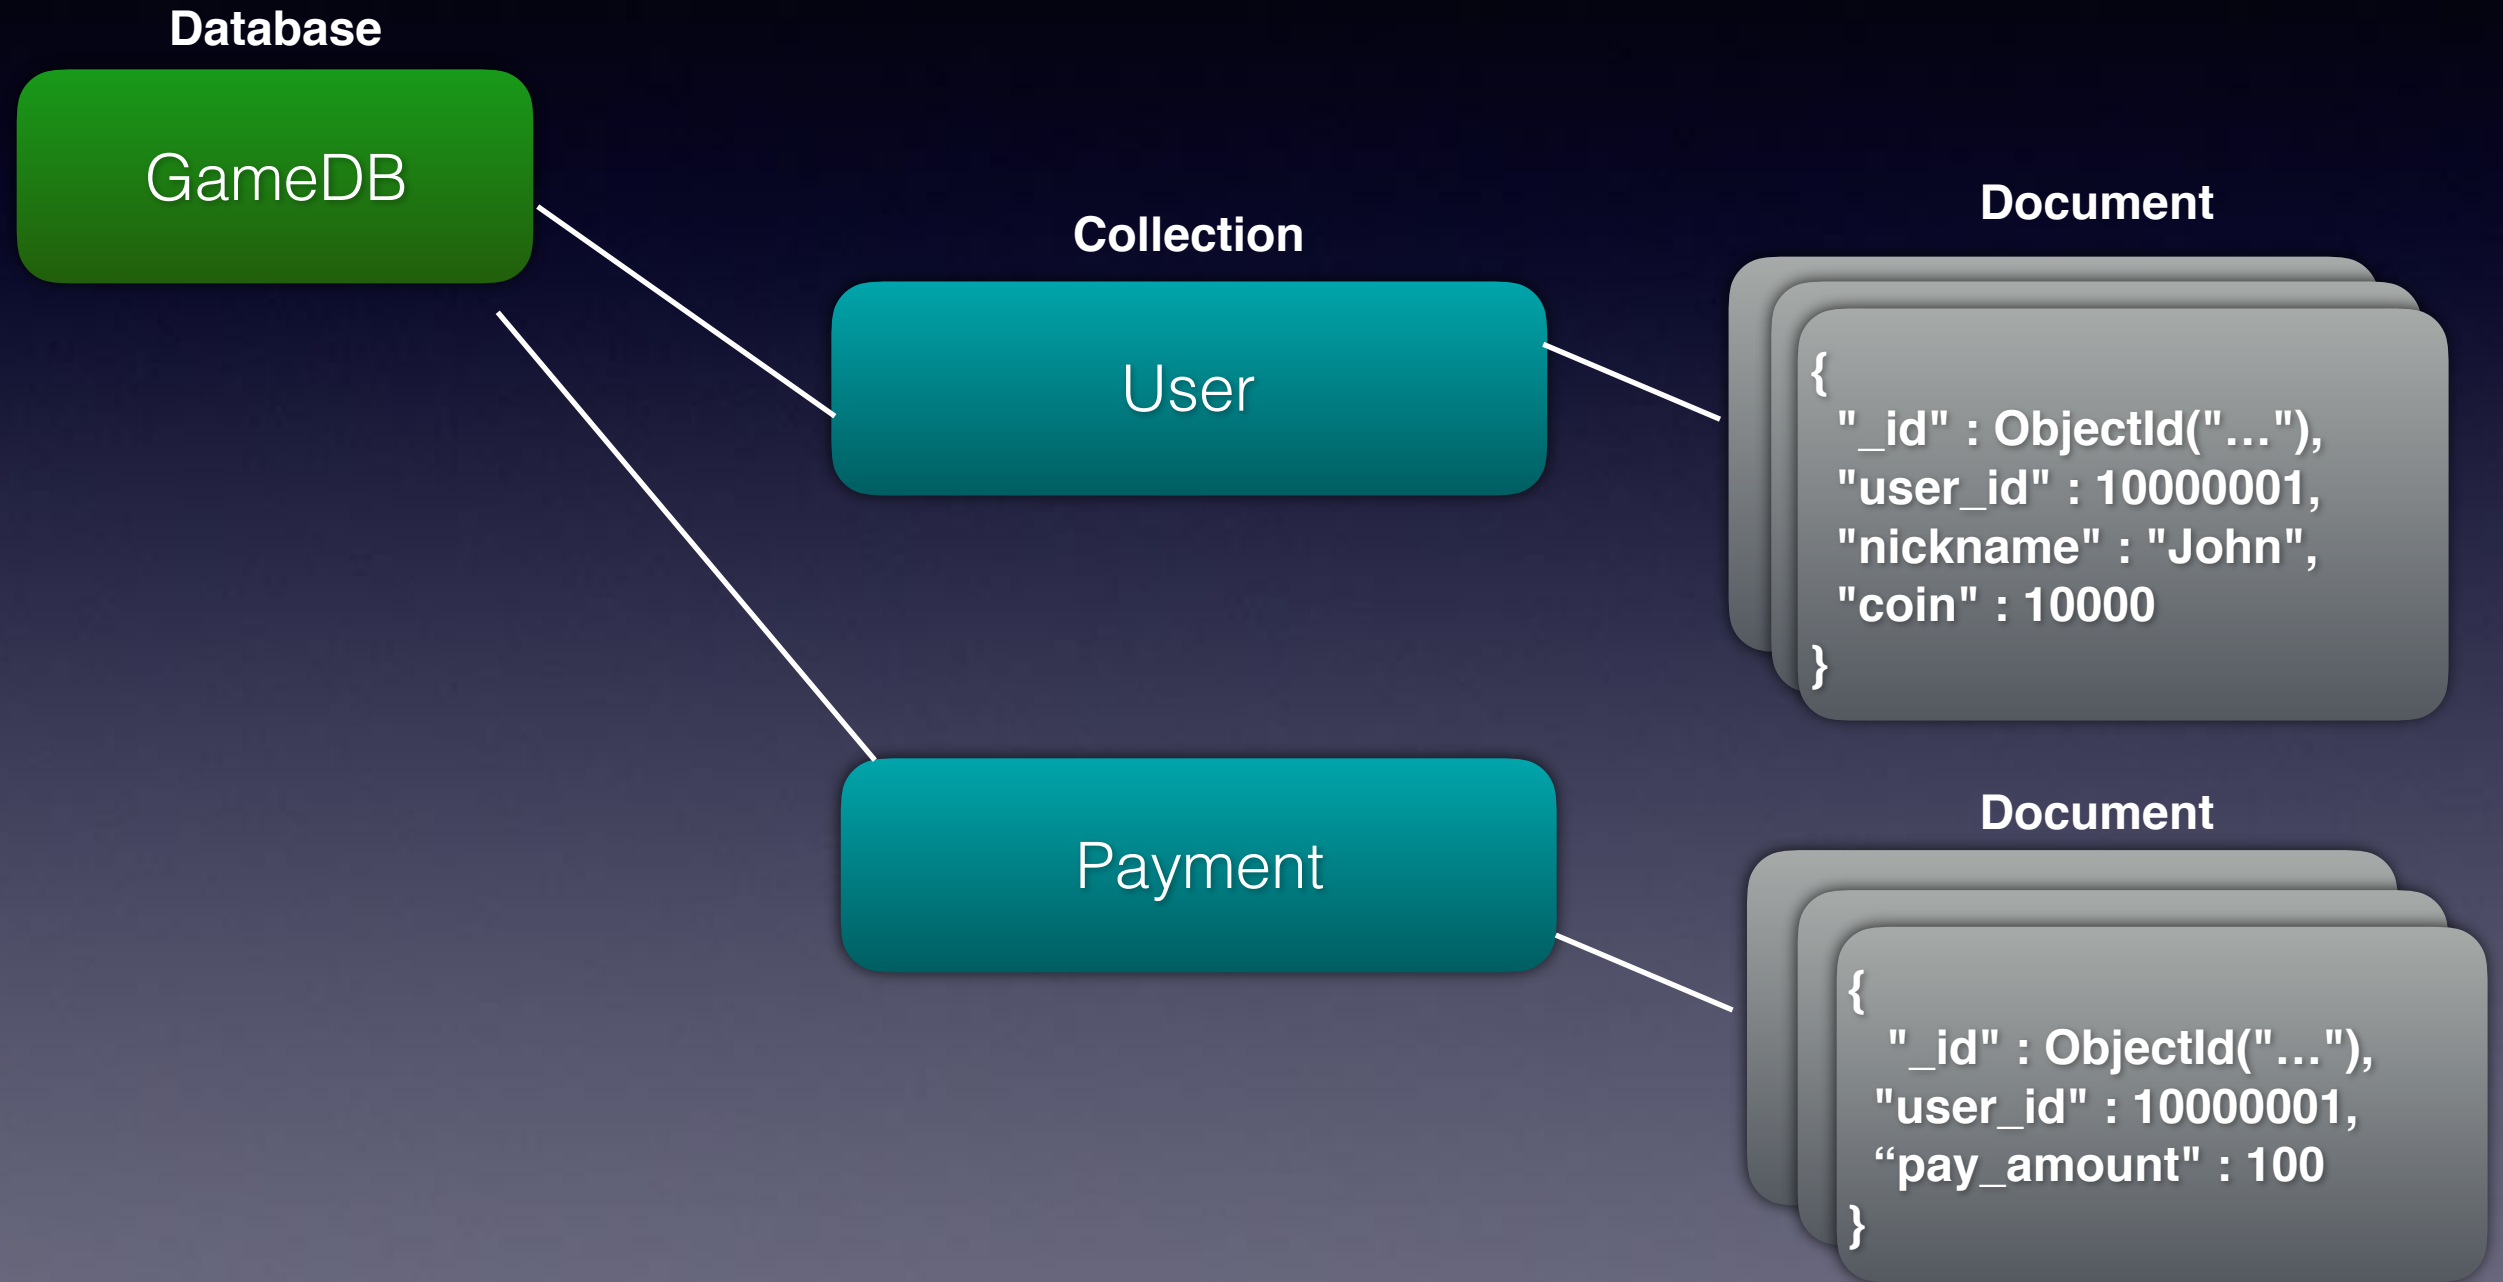 Database
GameDB
Collection
User
Document
{
"_id" : ObjectId("…"),
"user_id" : 10000001,
"nickname" : "John",
"coin" : 10000
}
Payment
Document
{
"_id" : ObjectId("…"),
"user_id" : 10000001,
“pay_amount" : 100
}